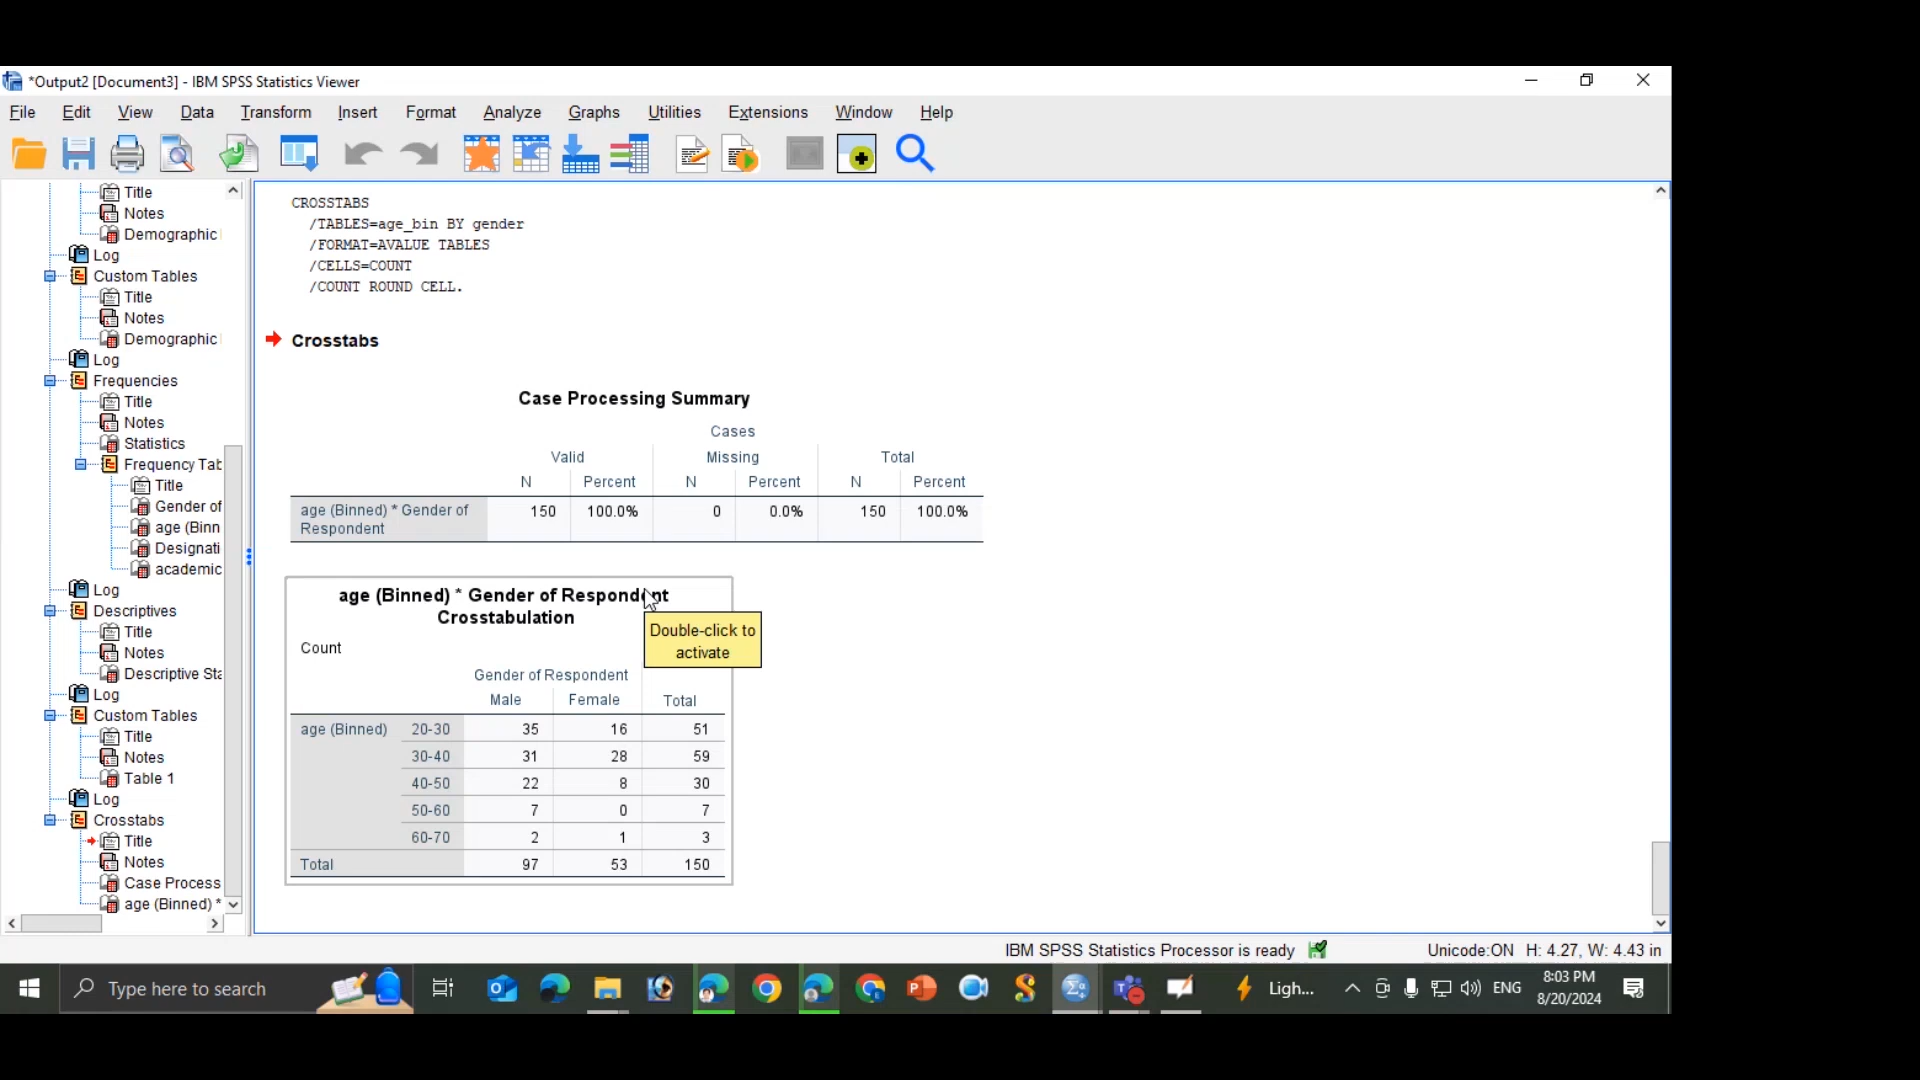 *Output2 [Document3] - IBM SPSS Statistics Viewer
File Edit View Data Transform Insert Format Analyze Graphs Utilities Extensions Window Help
Title
Notes
Demographic
Log
Custom Tables
Title
Notes
Demographic
Log
Frequencies
Title
Notes
Statistics
Frequency Tab
Title
Gender of
age (Binn
Designati
academic
Log
Descriptives
Title
Notes
Descriptive Sta
Log
Custom Tables
Title
Notes
Table 1
Log
Crosstabs
Title
Notes
Case Process
age (Binned) *
CROSSTABS
/TABLES=age_bin BY gender
/FORMAT=AVALUE TABLES
/CELLS=COUNT
/COUNT ROUND CELL.
Crosstabs
Case Processing Summary
Cases
Valid Missing Total
N Percent N Percent N Percent
age (Binned) * Gender of
Respondent
150 100.0% 0 0.0% 150 100.0%
age (Binned) * Gender of Respondent
Crosstabulation
Double-click to
activate
Count
Gender of Respondent
Male Female Total
age (Binned) 20-30 35 16 51
30-40 31 28 59
40-50 22 8 30
50-60 7 0 7
60-70 2 1 3
Total 97 53 150
IBM SPSS Statistics Processor is ready Unicode:ON H: 4.27, W: 4.43 in
Type here to search Ligh... ENG 8:03 PM
8/20/2024